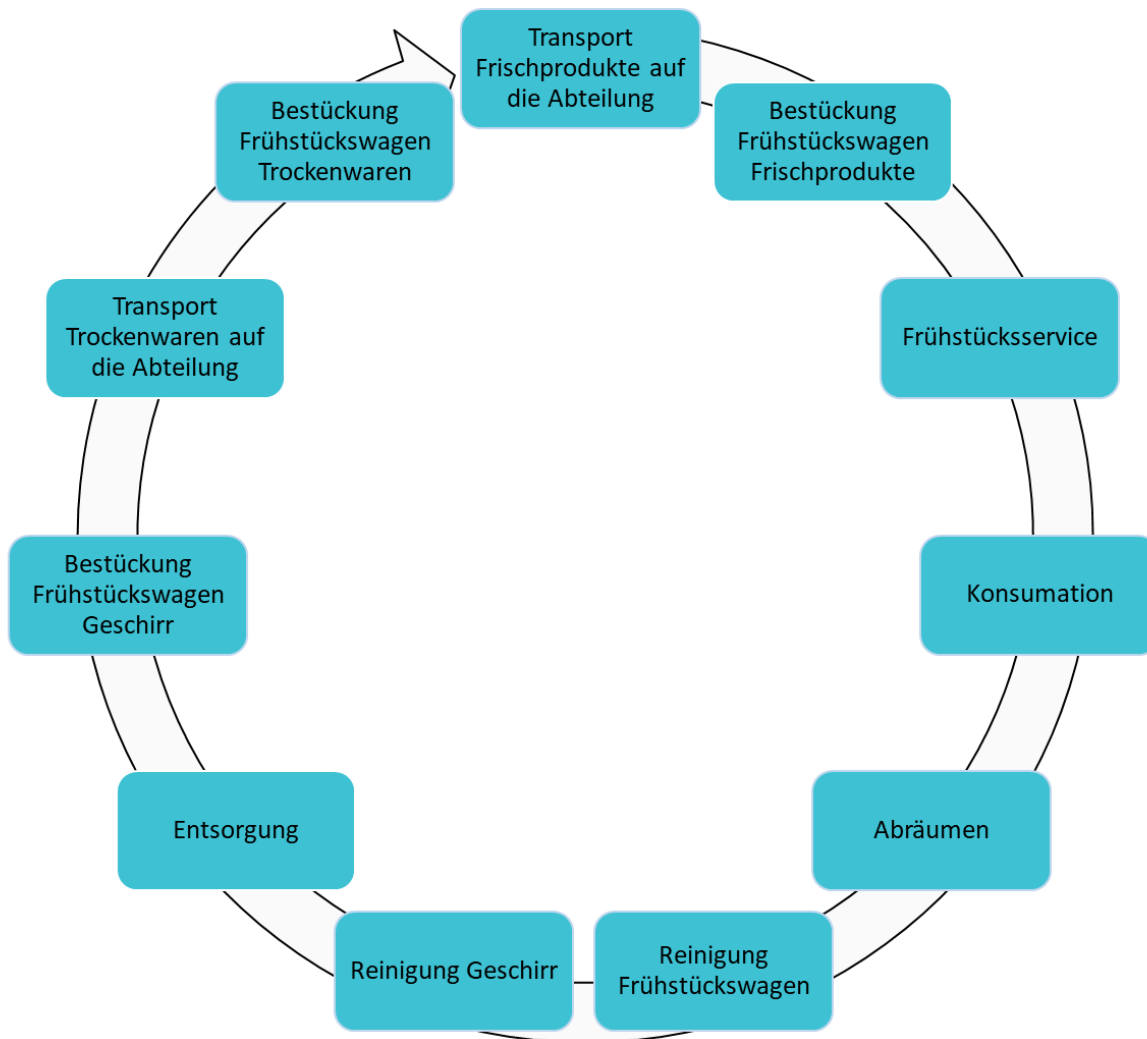 Transport
Frischprodukte auf
die Abteilung
Bestückung
Frühstückswagen
Frischprodukte
Frühstücksservice
Konsumation
Abräumen
Reinigung
Frühstückswagen
Reinigung Geschirr
Entsorgung
Bestückung
Frühstückswagen
Geschirr
Transport
Trockenwaren auf
die Abteilung
Bestückung
Frühstückswagen
Trockenwaren